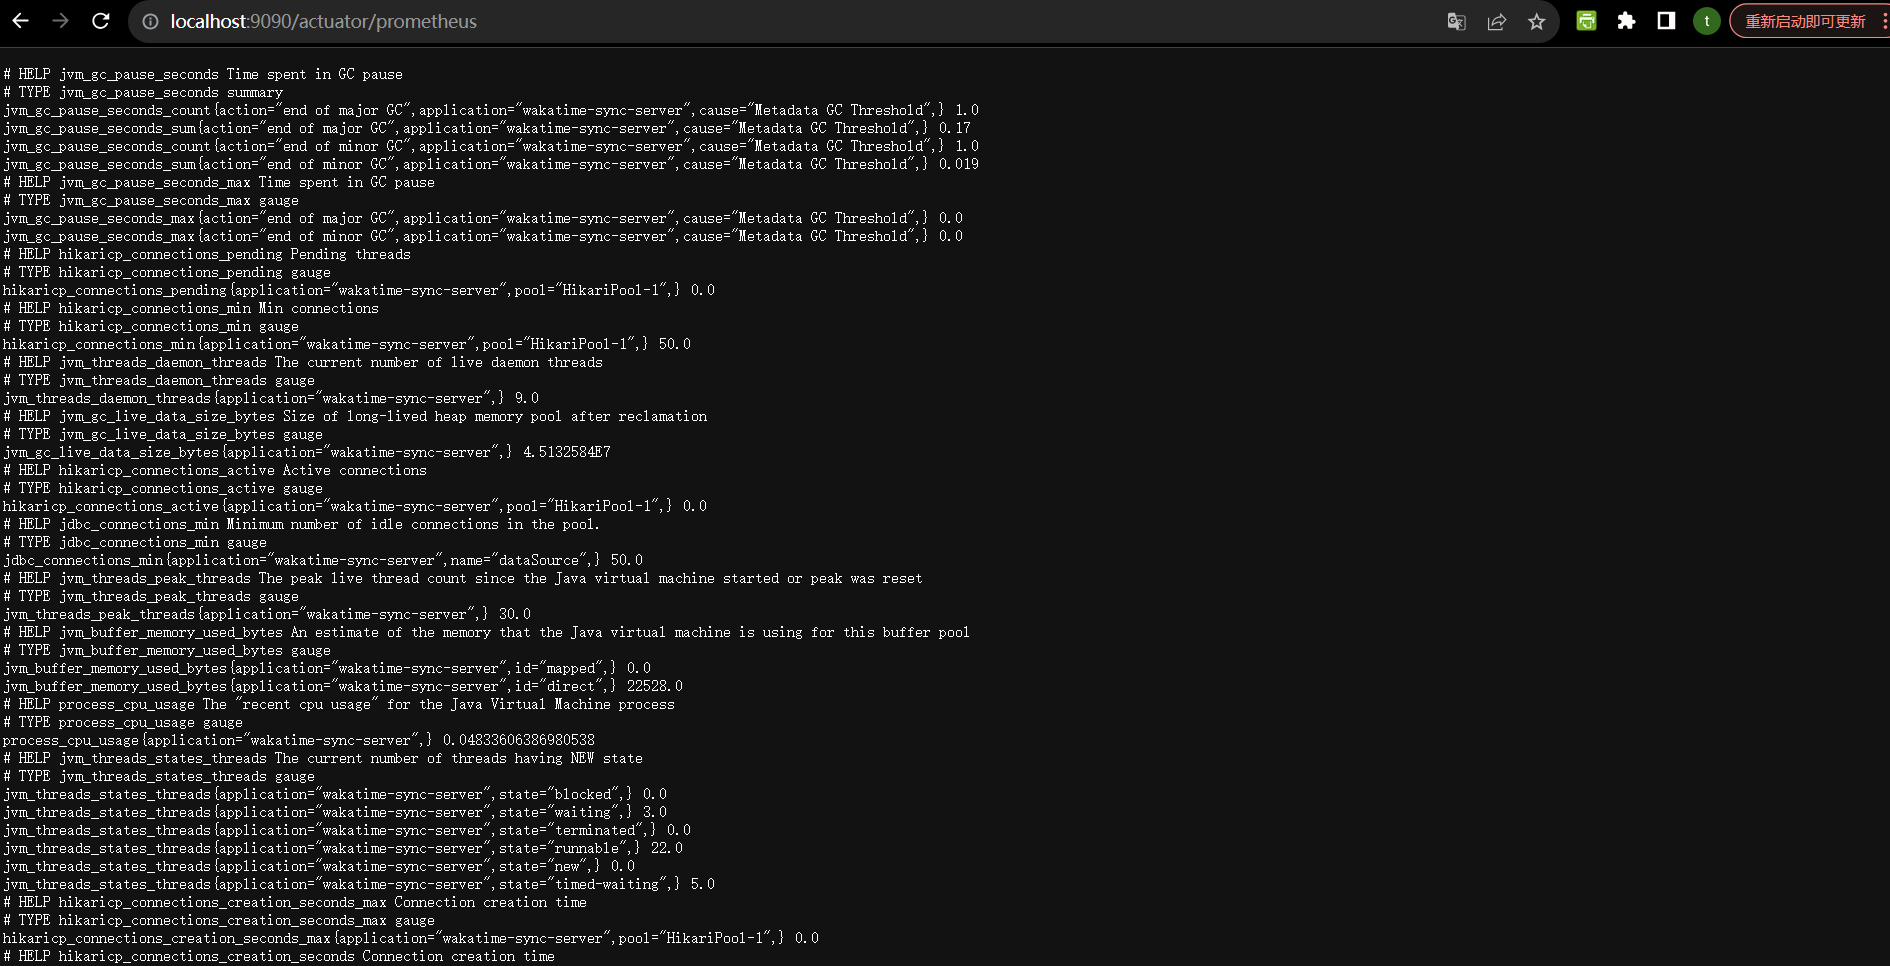 localhost:9090/actuator/prometheus
t
重新启动即可更新
# HELP jvm_gc_pause_seconds Time spent in GC pause
# TYPE jvm_gc_pause_seconds summary
jvm_gc_pause_seconds_count{action="end of major GC",application="wakatime-sync-server",cause="Metadata GC Threshold",} 1.0
jvm_gc_pause_seconds_sum{action="end of major GC",application="wakatime-sync-server",cause="Metadata GC Threshold",} 0.17
jvm_gc_pause_seconds_count{action="end of minor GC",application="wakatime-sync-server",cause="Metadata GC Threshold",} 1.0
jvm_gc_pause_seconds_sum{action="end of minor GC",application="wakatime-sync-server",cause="Metadata GC Threshold",} 0.019
# HELP jvm_gc_pause_seconds_max Time spent in GC pause
# TYPE jvm_gc_pause_seconds_max gauge
jvm_gc_pause_seconds_max{action="end of major GC",application="wakatime-sync-server",cause="Metadata GC Threshold",} 0.0
jvm_gc_pause_seconds_max{action="end of minor GC",application="wakatime-sync-server",cause="Metadata GC Threshold",} 0.0
# HELP hikaricp_connections_pending Pending threads
# TYPE hikaricp_connections_pending gauge
hikaricp_connections_pending{application="wakatime-sync-server",pool="HikariPool-1",} 0.0
# HELP hikaricp_connections_min Min connections
# TYPE hikaricp_connections_min gauge
hikaricp_connections_min{application="wakatime-sync-server",pool="HikariPool-1",} 50.0
# HELP jvm_threads_daemon_threads The current number of live daemon threads
# TYPE jvm_threads_daemon_threads gauge
jvm_threads_daemon_threads{application="wakatime-sync-server",} 9.0
# HELP jvm_gc_live_data_size_bytes Size of long-lived heap memory pool after reclamation
# TYPE jvm_gc_live_data_size_bytes gauge
jvm_gc_live_data_size_bytes{application="wakatime-sync-server",} 4.5132584E7
# HELP hikaricp_connections_active Active connections
# TYPE hikaricp_connections_active gauge
hikaricp_connections_active{application="wakatime-sync-server",pool="HikariPool-1",} 0.0
# HELP jdbc_connections_min Minimum number of idle connections in the pool.
# TYPE jdbc_connections_min gauge
jdbc_connections_min{application="wakatime-sync-server",name="dataSource",} 50.0
# HELP jvm_threads_peak_threads The peak live thread count since the Java virtual machine started or peak was reset
# TYPE jvm_threads_peak_threads gauge
jvm_threads_peak_threads{application="wakatime-sync-server",} 30.0
# HELP jvm_buffer_memory_used_bytes An estimate of the memory that the Java virtual machine is using for this buffer pool
# TYPE jvm_buffer_memory_used_bytes gauge
jvm_buffer_memory_used_bytes{application="wakatime-sync-server",id="mapped",} 0.0
jvm_buffer_memory_used_bytes{application="wakatime-sync-server",id="direct",} 22528.0
# HELP process_cpu_usage The "recent cpu usage" for the Java Virtual Machine process
# TYPE process_cpu_usage gauge
process_cpu_usage{application="wakatime-sync-server",} 0.04833606386980538
# HELP jvm_threads_states_threads The current number of threads having NEW state
# TYPE jvm_threads_states_threads gauge
jvm_threads_states_threads{application="wakatime-sync-server",state="blocked",} 0.0
jvm_threads_states_threads{application="wakatime-sync-server",state="waiting",} 3.0
jvm_threads_states_threads{application="wakatime-sync-server",state="terminated",} 0.0
jvm_threads_states_threads{application="wakatime-sync-server",state="runnable",} 22.0
jvm_threads_states_threads{application="wakatime-sync-server",state="new",} 0.0
jvm_threads_states_threads{application="wakatime-sync-server",state="timed-waiting",} 5.0
# HELP hikaricp_connections_creation_seconds_max Connection creation time
# TYPE hikaricp_connections_creation_seconds_max gauge
hikaricp_connections_creation_seconds_max{application="wakatime-sync-server",pool="HikariPool-1",} 0.0
# HELP hikaricp_connections_creation_seconds Connection creation time